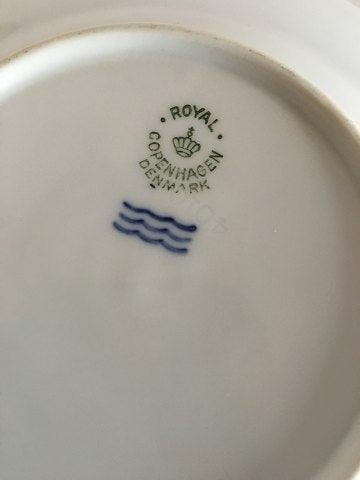 · ROYAL ·
COPENHAGEN
DENMARK